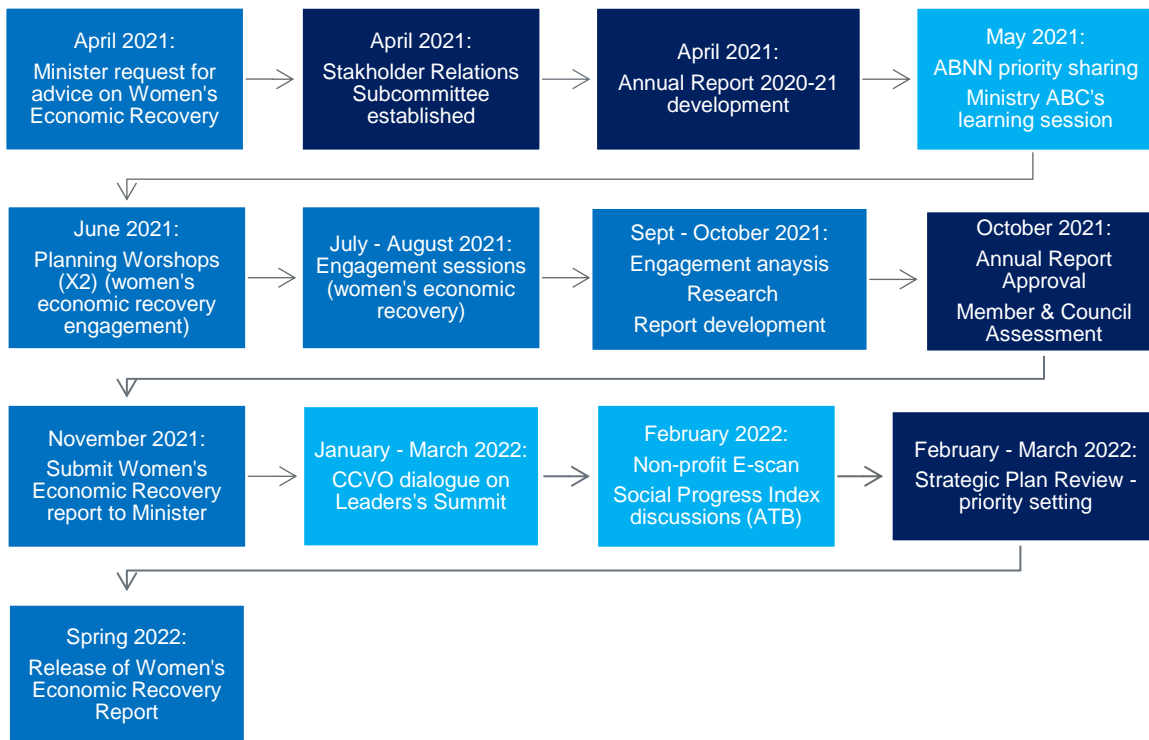 April 2021:
Minister request for
advice on Women's
Economic Recovery
April 2021:
Stakholder Relations
Subcommittee
established
April 2021:
Annual Report 2020-21
development
May 2021:
ABNN priority sharing
Ministry ABC's
learning session
June 2021:
Planning Worshops
(X2) (women's
economic recovery
engagement)
July - August 2021:
Engagement sessions
(women's economic
recovery)
Sept - October 2021:
Engagement anaysis
Research
Report development
October 2021:
Annual Report
Approval
Member & Council
Assessment
November 2021:
Submit Women's
Economic Recovery
report to Minister
January - March 2022:
CCVO dialogue on
Leaders's Summit
February 2022:
Non-profit E-scan
Social Progress Index
discussions (ATB)
February - March 2022:
Strategic Plan Review -
priority setting
Spring 2022:
Release of Women's
Economic Recovery
Report